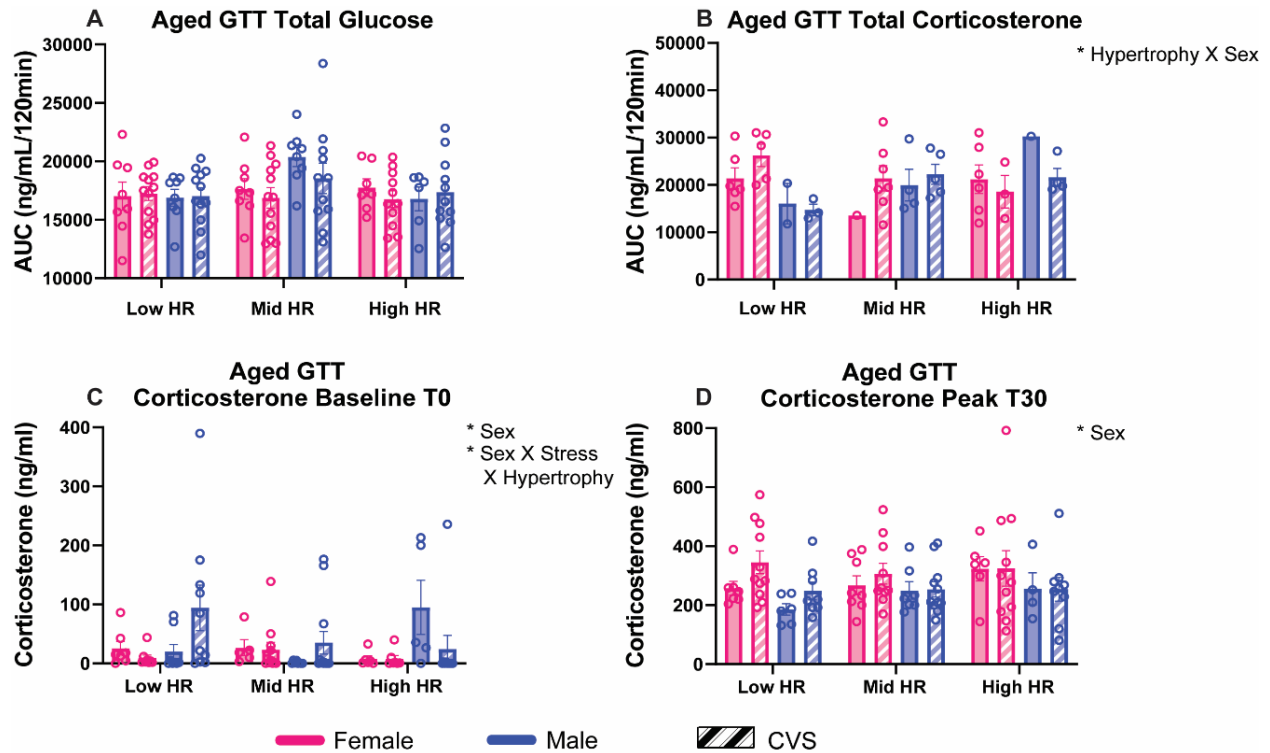 A
Aged GTT Total Glucose
AUC (ng/mL/120min)
30000
25000
20000
15000
10000
Low HR
Mid HR
High HR
B
Aged GTT Total Corticosterone
* Hypertrophy X Sex
AUC (ng/mL/120min)
50000
40000
30000
20000
10000
0
Low HR
Mid HR
High HR
Aged GTT
C
Corticosterone Baseline T0
* Sex
* Sex X Stress
X Hypertrophy
Corticosterone (ng/ml)
400
300
200
100
0
Low HR
Mid HR
High HR
Aged GTT
D
Corticosterone Peak T30
* Sex
Corticosterone (ng/ml)
800
600
400
200
0
Low HR
Mid HR
High HR
Female
Male
CVS